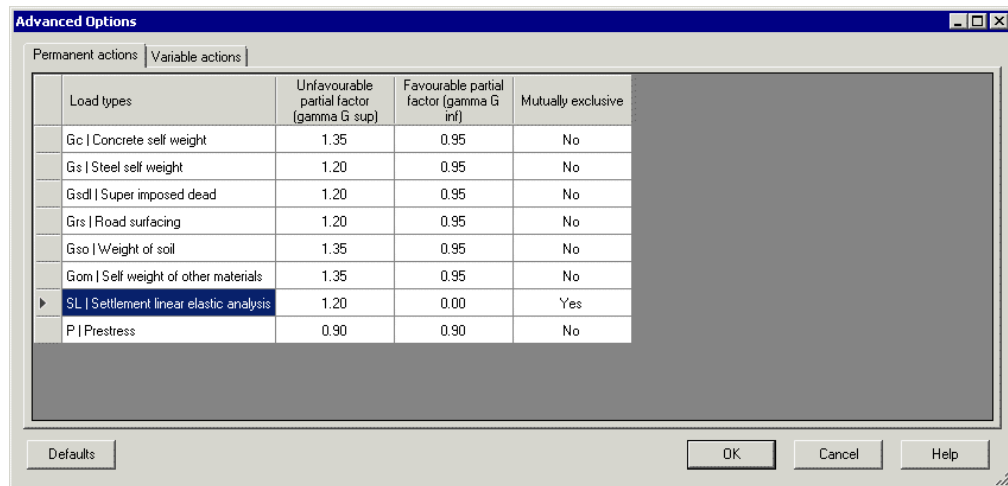 Advanced Options
Permanent actions Variable actions
Load types Unfavourable partial factor (gamma G sup) Favourable partial factor (gamma G inf) Mutually exclusive
Gc | Concrete self weight 1.35 0.95 No
Gs | Steel self weight 1.20 0.95 No
Gsdl | Super imposed dead 1.20 0.95 No
Grs | Road surfacing 1.20 0.95 No
Gso | Weight of soil 1.35 0.95 No
Gom | Self weight of other materials 1.35 0.95 No
SL | Settlement linear elastic analysis 1.20 0.00 Yes
P | Prestress 0.90 0.90 No
Defaults OK Cancel Help